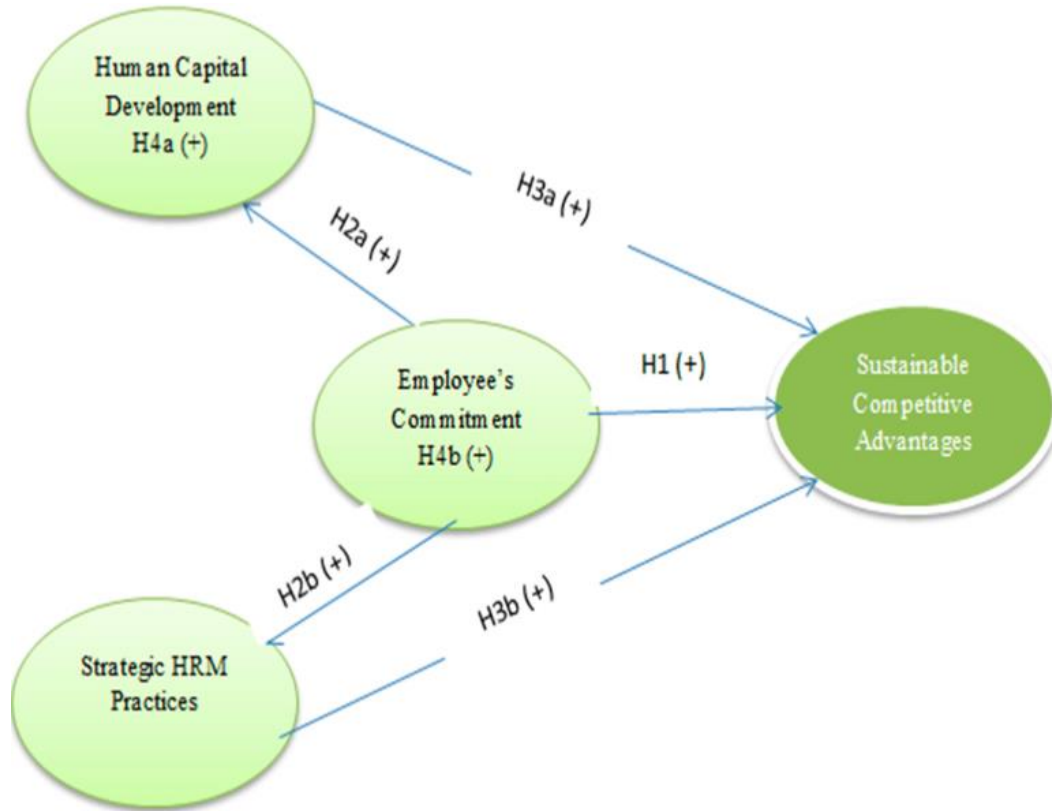 Human Capital
Development
H4a (+)
H3a (+)
H2a (+)
Employee’s
Commitment
H4b (+)
H1 (+)
Sustainable
Competitive
Advantages
H2b (+)
H3b (+)
Strategic HRM
Practices